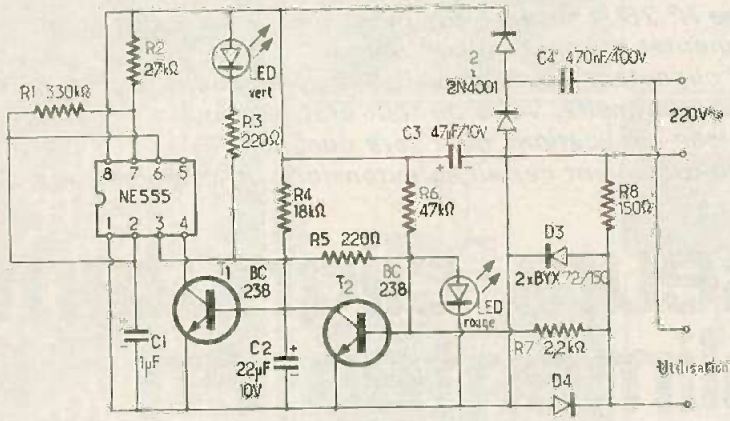 R2
27kΩ
R1 330kΩ
LED
vert
R3
220Ω
2
x
2N4001
C4 470nF/400V
220V~
C3 47µF/10V
+
8 7 6 5
NE555
1 2 3 4
R4
18kΩ
R6
47kΩ
R8
150Ω
R5 220Ω
T1
BC
238
T2
BC
238
D3
2xBYX72/150
LED
rouge
C1
1µF
C2
22µF
10V
+
R7 2,2kΩ
D4
Utilisation